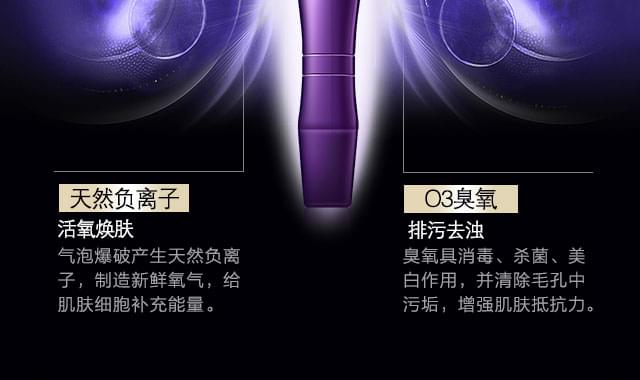 天然负离子
活氧焕肤
气泡爆破产生天然负离
子，制造新鲜氧气，给
肌肤细胞补充能量。
O3臭氧
排污去浊
臭氧具消毒、杀菌、美
白作用，并清除毛孔中
污垢，增强肌肤抵抗力。